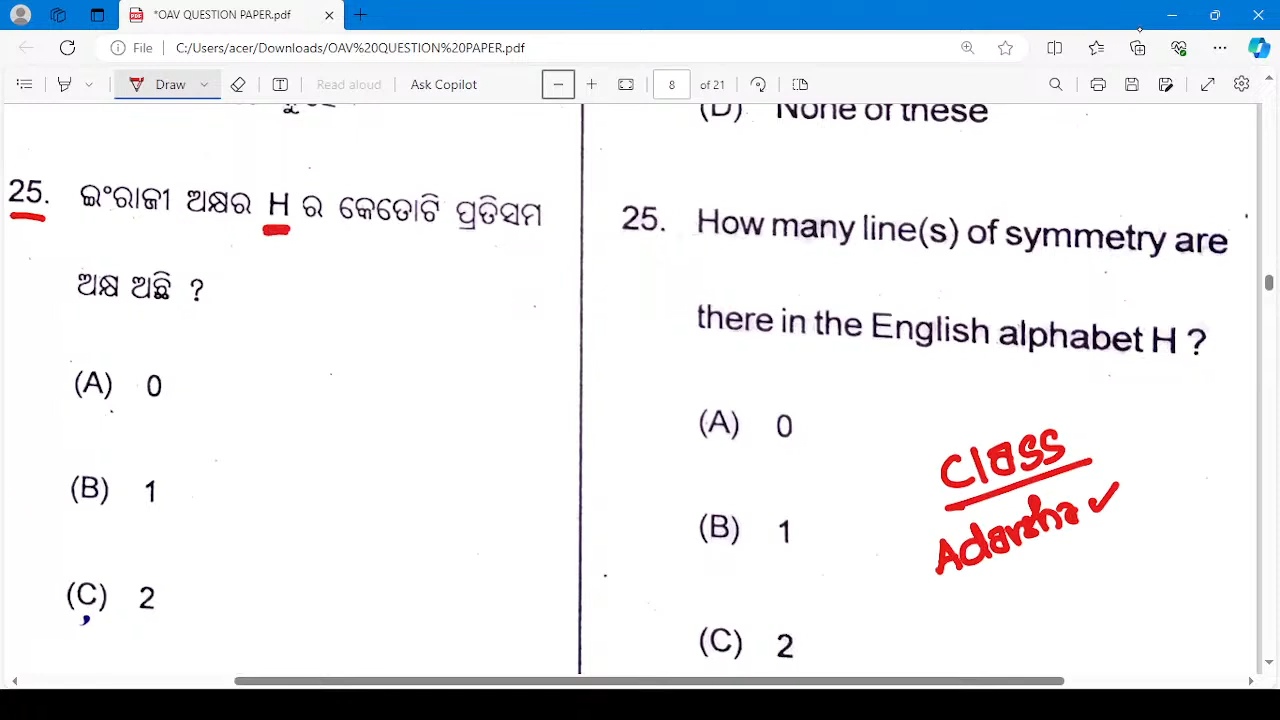 *OAV QUESTION PAPER.pdf
File C:/Users/acer/Downloads/OAV%20QUESTION%20PAPER.pdf
Draw Read aloud Ask Copilot 8 of 21
25. ଇଂରାଜୀ ଅକ୍ଷର H ର କେତୋଟି ପ୍ରତିସମ
ଅକ୍ଷ ଅଛି ?
(A) 0
(B) 1
(C) 2
(D) None of these
25. How many line(s) of symmetry are
there in the English alphabet H ?
(A) 0
(B) 1
(C) 2
Class
Adarsha